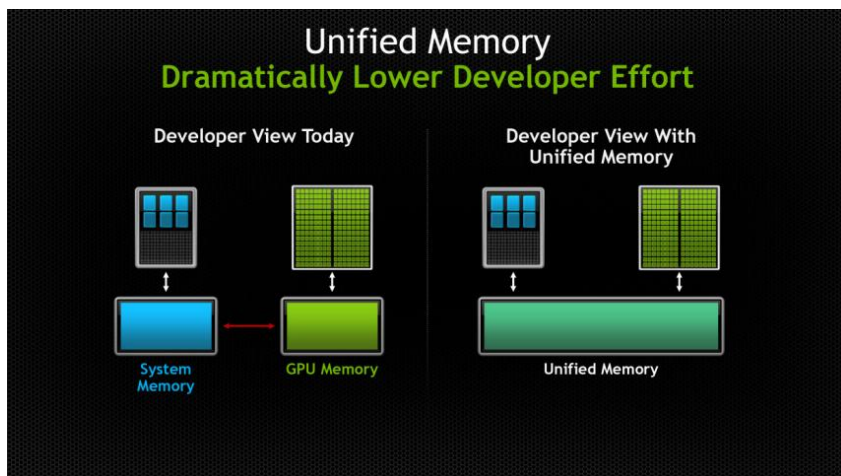 Unified Memory
Dramatically Lower Developer Effort
Developer View Today
Developer View With
Unified Memory
System
Memory
GPU Memory
Unified Memory